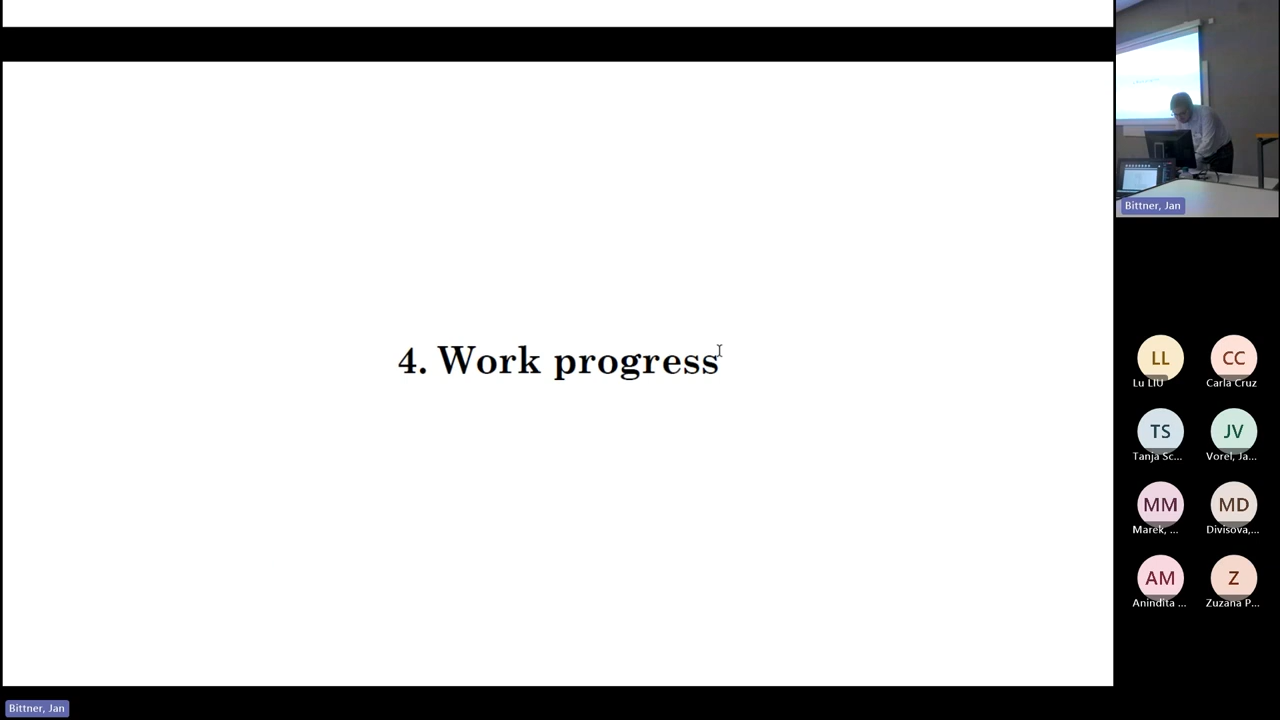 4. Work progress
Bittner, Jan
LL
CC
Lu LIU
Carla Cruz
TS
JV
Tanja Sc...
Vorel, Ja...
MM
MD
Marek, ...
Divisova,...
AM
Z
Anindita ...
Zuzana P...
Bittner, Jan